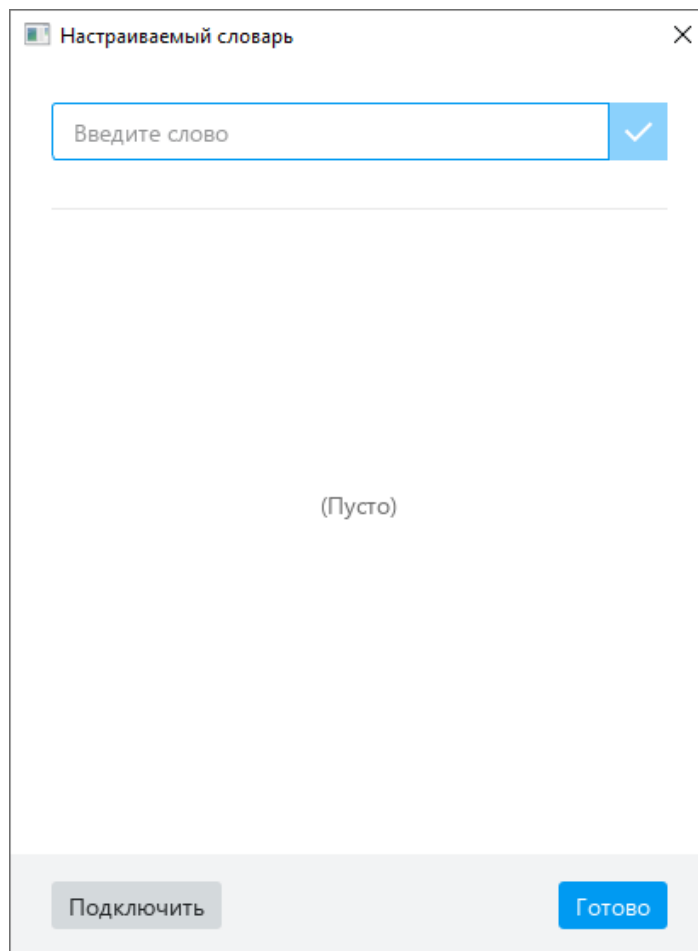 Настраиваемый словарь
Введите слово
(Пусто)
Подключить
Готово